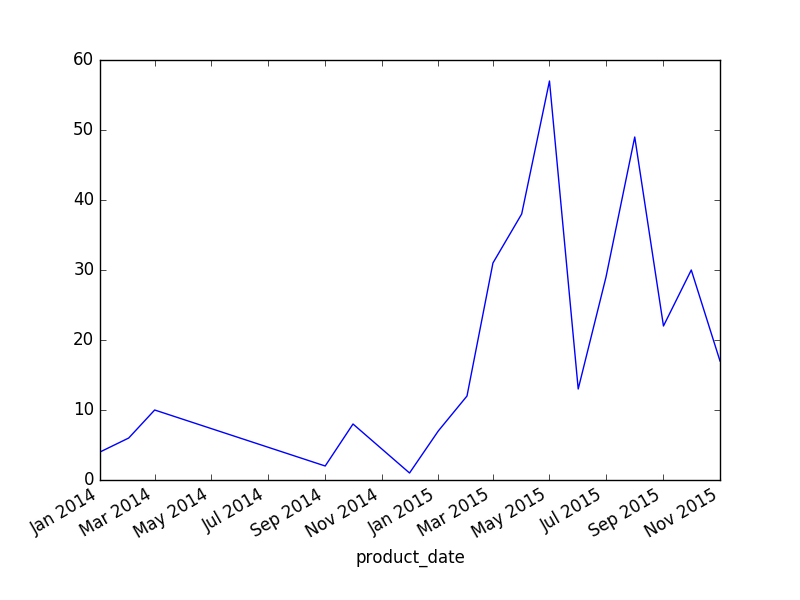 60
50
40
30
20
10
0
Jan 2014
Mar 2014
May 2014
Jul 2014
Sep 2014
Nov 2014
Jan 2015
Mar 2015
May 2015
Jul 2015
Sep 2015
Nov 2015
product_date